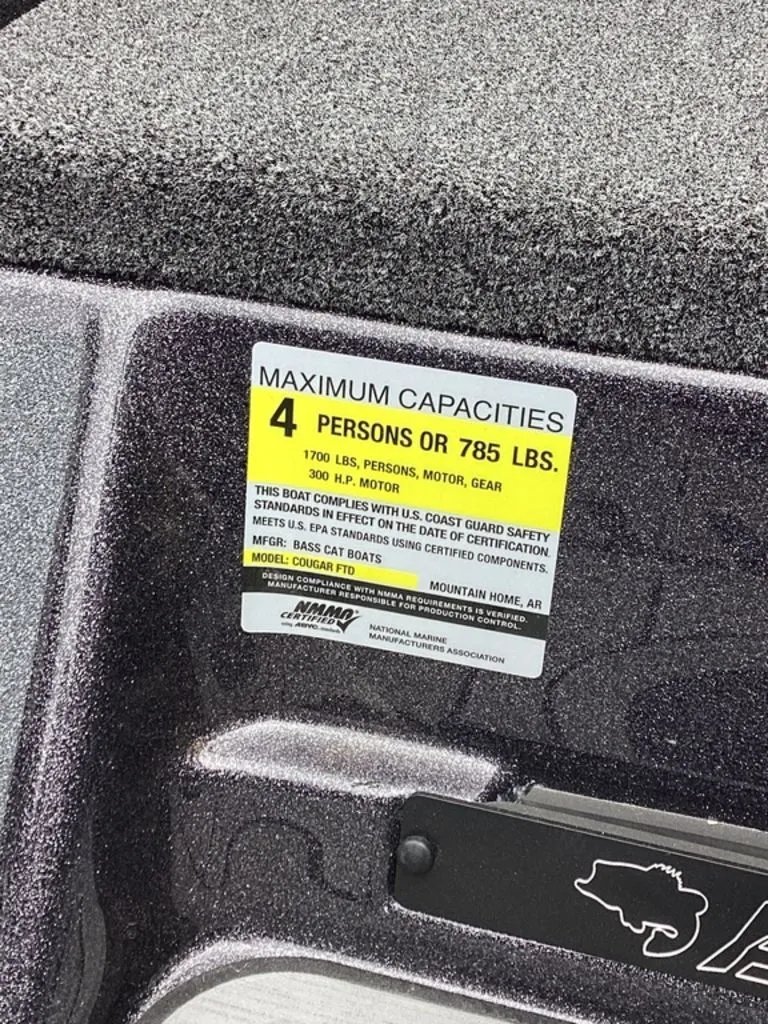 MAXIMUM CAPACITIES
4 PERSONS OR 785 LBS.
1700 LBS, PERSONS, MOTOR, GEAR
300 H.P. MOTOR
THIS BOAT COMPLIES WITH U.S. COAST GUARD SAFETY
STANDARDS IN EFFECT ON THE DATE OF CERTIFICATION.
MEETS U.S. EPA STANDARDS USING CERTIFIED COMPONENTS.
MFGR: BASS CAT BOATS
MODEL: COUGAR FTD
MOUNTAIN HOME, AR
DESIGN COMPLIANCE WITH NMMA REQUIREMENTS IS VERIFIED.
MANUFACTURER RESPONSIBLE FOR PRODUCTION CONTROL.
NMMA®
CERTIFIED
using ABYC
NATIONAL MARINE
MANUFACTURERS ASSOCIATION